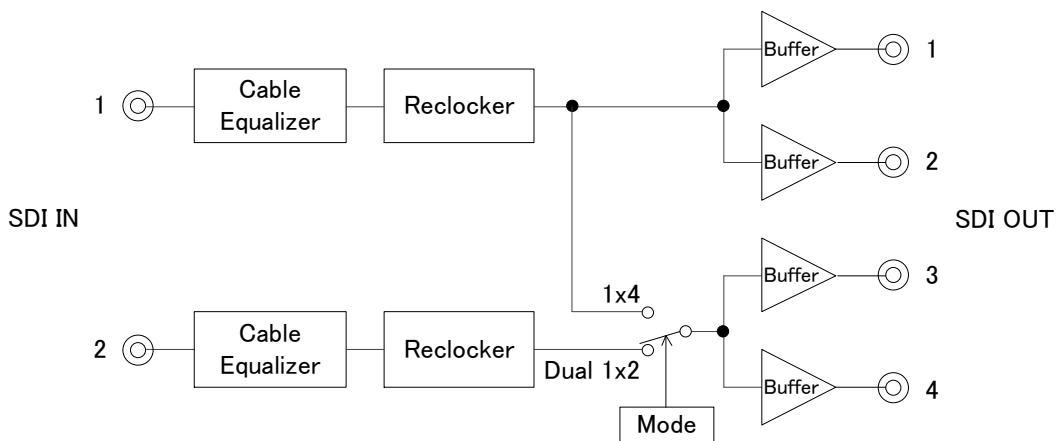 Buffer
1
1
Cable
Equalizer
Reclocker
Buffer
2
SDI IN
SDI OUT
Buffer
3
1x4
2
Cable
Equalizer
Reclocker
Dual 1x2
Buffer
4
Mode